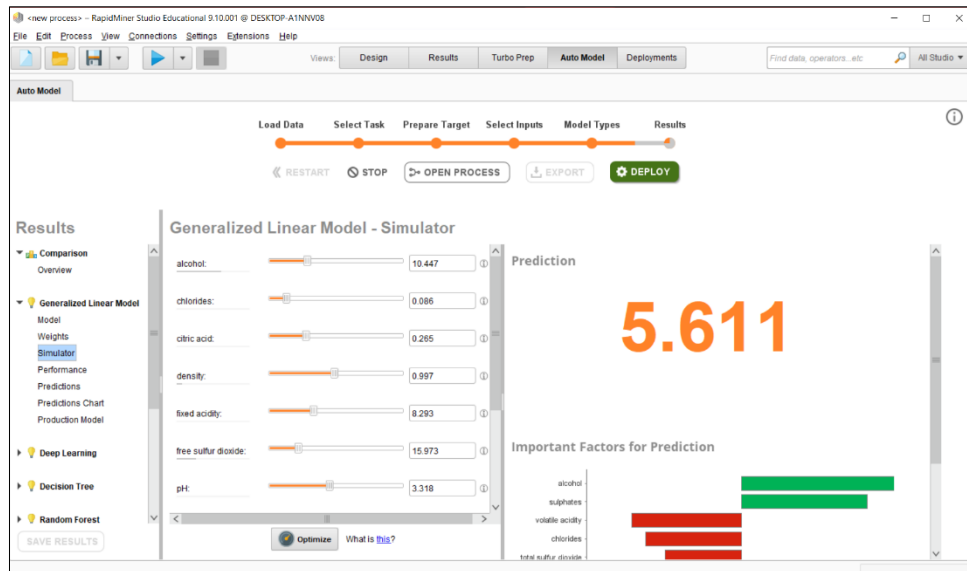 <new process> – RapidMiner Studio Educational 9.10.001 @ DESKTOP-A1NNV08
File Edit Process View Connections Settings Extensions Help
Views: Design Results Turbo Prep Auto Model Deployments Find data, operators...etc All Studio
Auto Model
Load Data Select Task Prepare Target Select Inputs Model Types Results
RESTART STOP OPEN PROCESS EXPORT DEPLOY
Results
Comparison
Overview
Generalized Linear Model
Model
Weights
Simulator
Performance
Predictions
Predictions Chart
Production Model
Deep Learning
Decision Tree
Random Forest
SAVE RESULTS
Generalized Linear Model - Simulator
alcohol: 10.447
chlorides: 0.086
citric acid: 0.265
density: 0.997
fixed acidity: 8.293
free sulfur dioxide: 15.973
pH: 3.318
Optimize What is this?
Prediction
5.611
Important Factors for Prediction
alcohol
sulphates
volatile acidity
chlorides
total sulfur dioxide